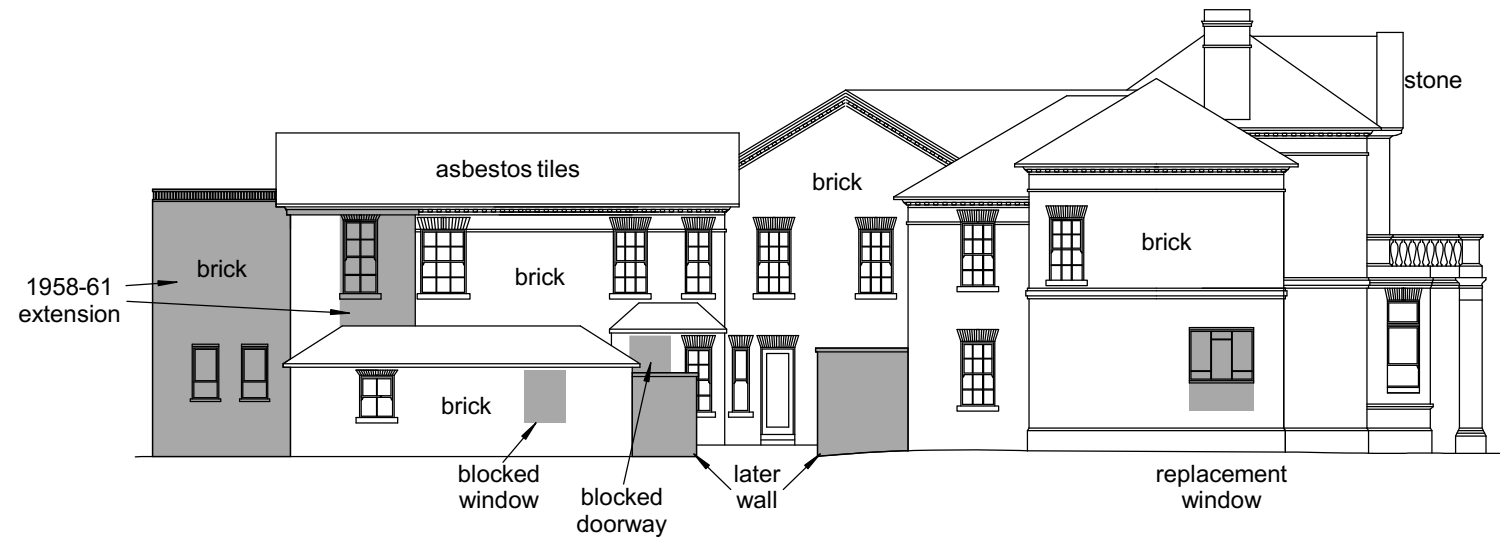 stone
asbestos tiles
brick
brick
brick
brick
1958-61
extension
brick
blocked
window
blocked
doorway
later
wall
replacement
window